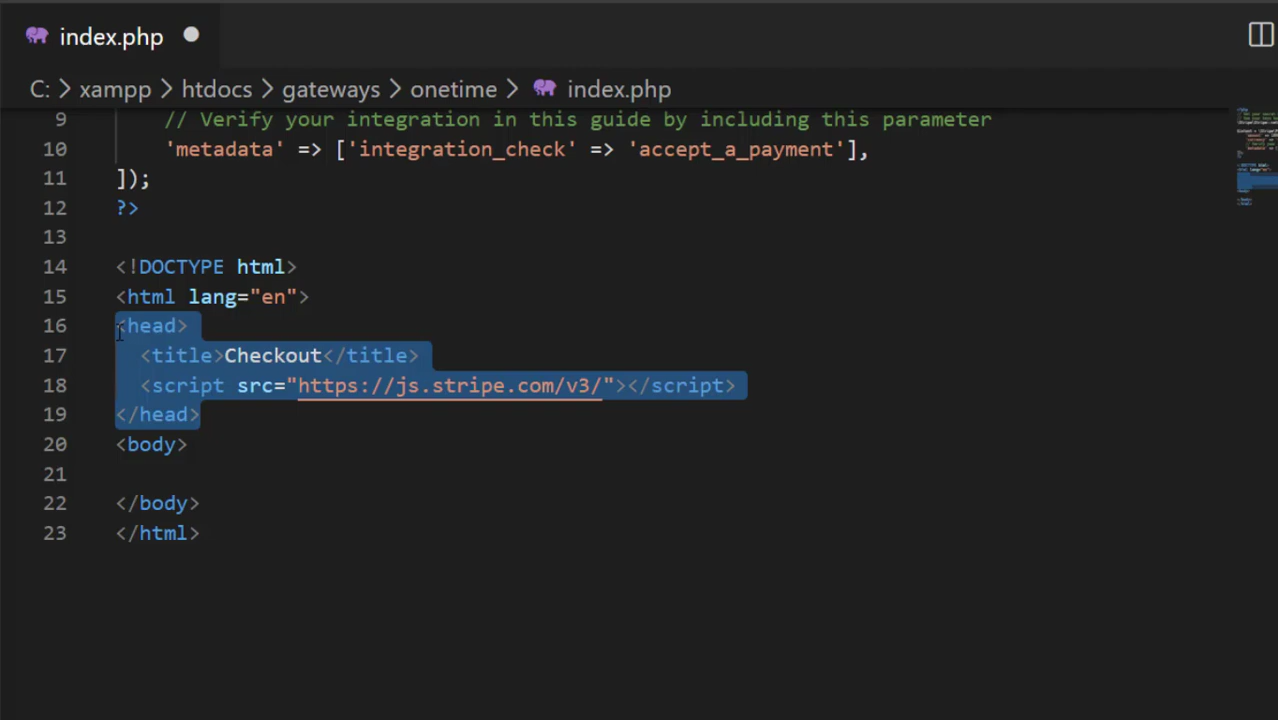 index.php
C: > xampp > htdocs > gateways > onetime > index.php
9 // Verify your integration in this guide by including this parameter
10 'metadata' => ['integration_check' => 'accept_a_payment'],
11 ]);
12 ?>
13
14 <!DOCTYPE html>
15 <html lang="en">
16 <head>
17 <title>Checkout</title>
18 <script src="https://js.stripe.com/v3/"></script>
19 </head>
20 <body>
21
22 </body>
23 </html>